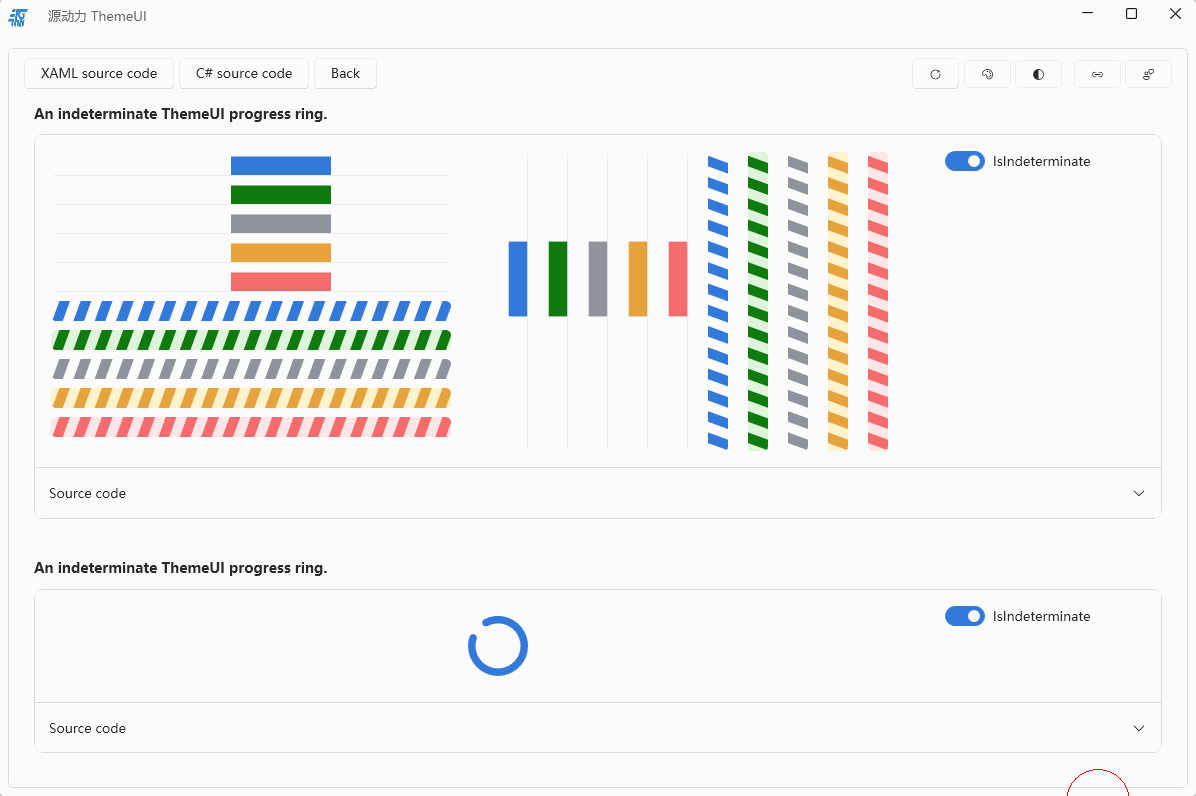 源动力 ThemeUI
XAML source code
C# source code
Back
An indeterminate ThemeUI progress ring.
IsIndeterminate
Source code
An indeterminate ThemeUI progress ring.
IsIndeterminate
Source code